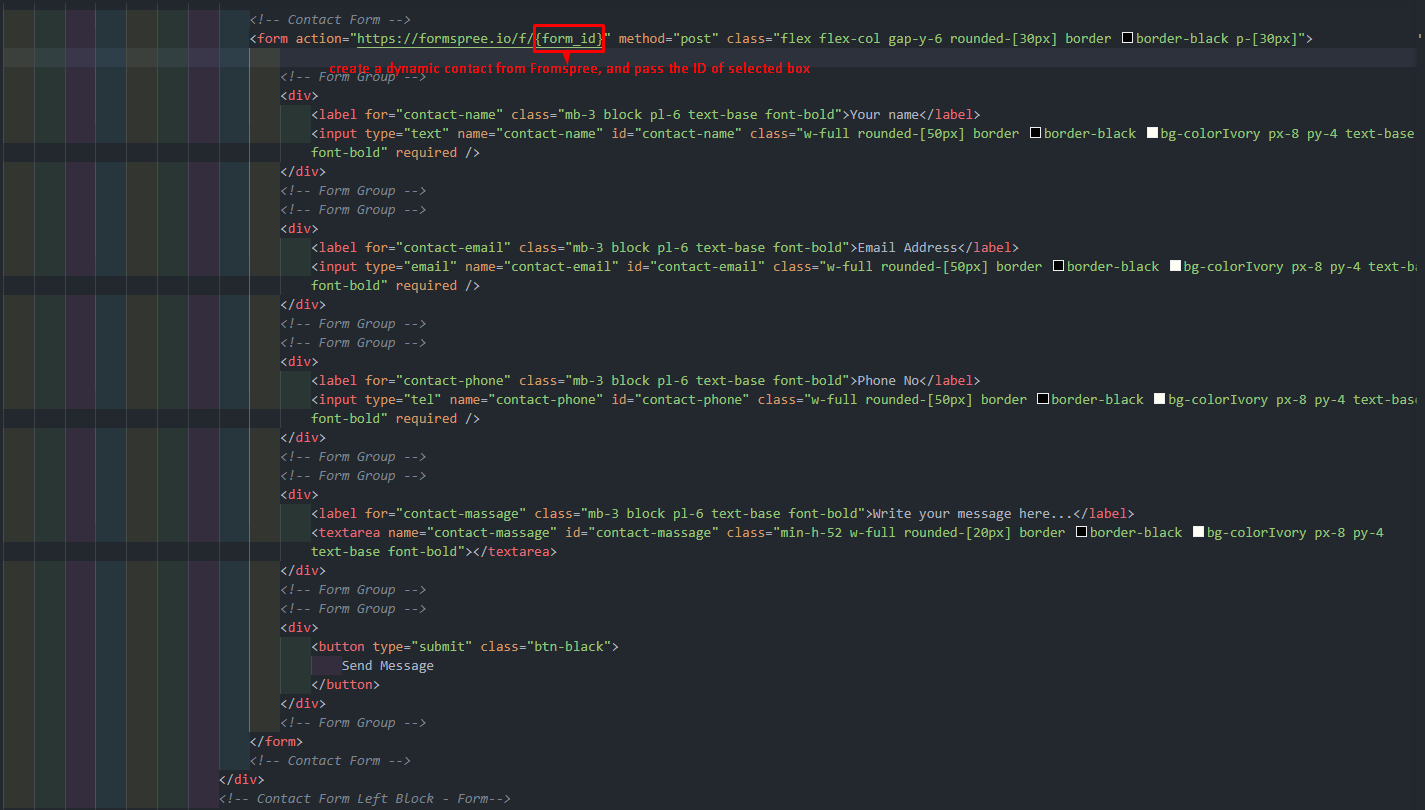 <!-- Contact Form -->
<form action="https://formspree.io/f/{form_id}" method="post" class="flex flex-col gap-y-6 rounded-[30px] border border-black p-[30px]">
create a dynamic contact from Fromspree, and pass the ID of selected box
<!-- Form Group -->
<div>
<label for="contact-name" class="mb-3 block pl-6 text-base font-bold">Your name</label>
<input type="text" name="contact-name" id="contact-name" class="w-full rounded-[50px] border border-black bg-colorIvory px-8 py-4 text-base
font-bold" required />
</div>
<!-- Form Group -->
<!-- Form Group -->
<div>
<label for="contact-email" class="mb-3 block pl-6 text-base font-bold">Email Address</label>
<input type="email" name="contact-email" id="contact-email" class="w-full rounded-[50px] border border-black bg-colorIvory px-8 py-4 text-ba
font-bold" required />
</div>
<!-- Form Group -->
<!-- Form Group -->
<div>
<label for="contact-phone" class="mb-3 block pl-6 text-base font-bold">Phone No</label>
<input type="tel" name="contact-phone" id="contact-phone" class="w-full rounded-[50px] border border-black bg-colorIvory px-8 py-4 text-base
font-bold" required />
</div>
<!-- Form Group -->
<!-- Form Group -->
<div>
<label for="contact-massage" class="mb-3 block pl-6 text-base font-bold">Write your message here...</label>
<textarea name="contact-massage" id="contact-massage" class="min-h-52 w-full rounded-[20px] border border-black bg-colorIvory px-8 py-4
text-base font-bold"></textarea>
</div>
<!-- Form Group -->
<!-- Form Group -->
<div>
<button type="submit" class="btn-black">
Send Message
</button>
</div>
<!-- Form Group -->
</form>
<!-- Contact Form -->
</div>
<!-- Contact Form Left Block - Form-->